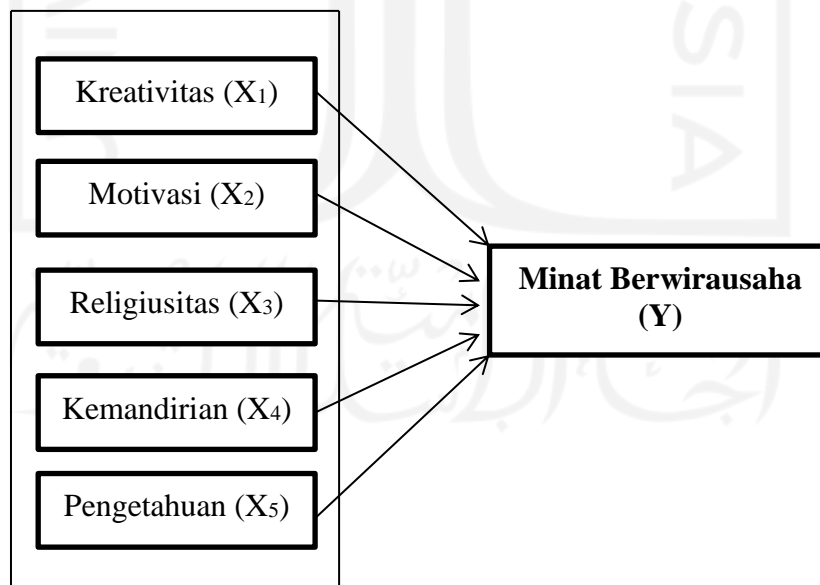 Kreativitas (X1)
Motivasi (X2)
Religiusitas (X3)
Kemandirian (X4)
Pengetahuan (X5)
Minat Berwirausaha
(Y)